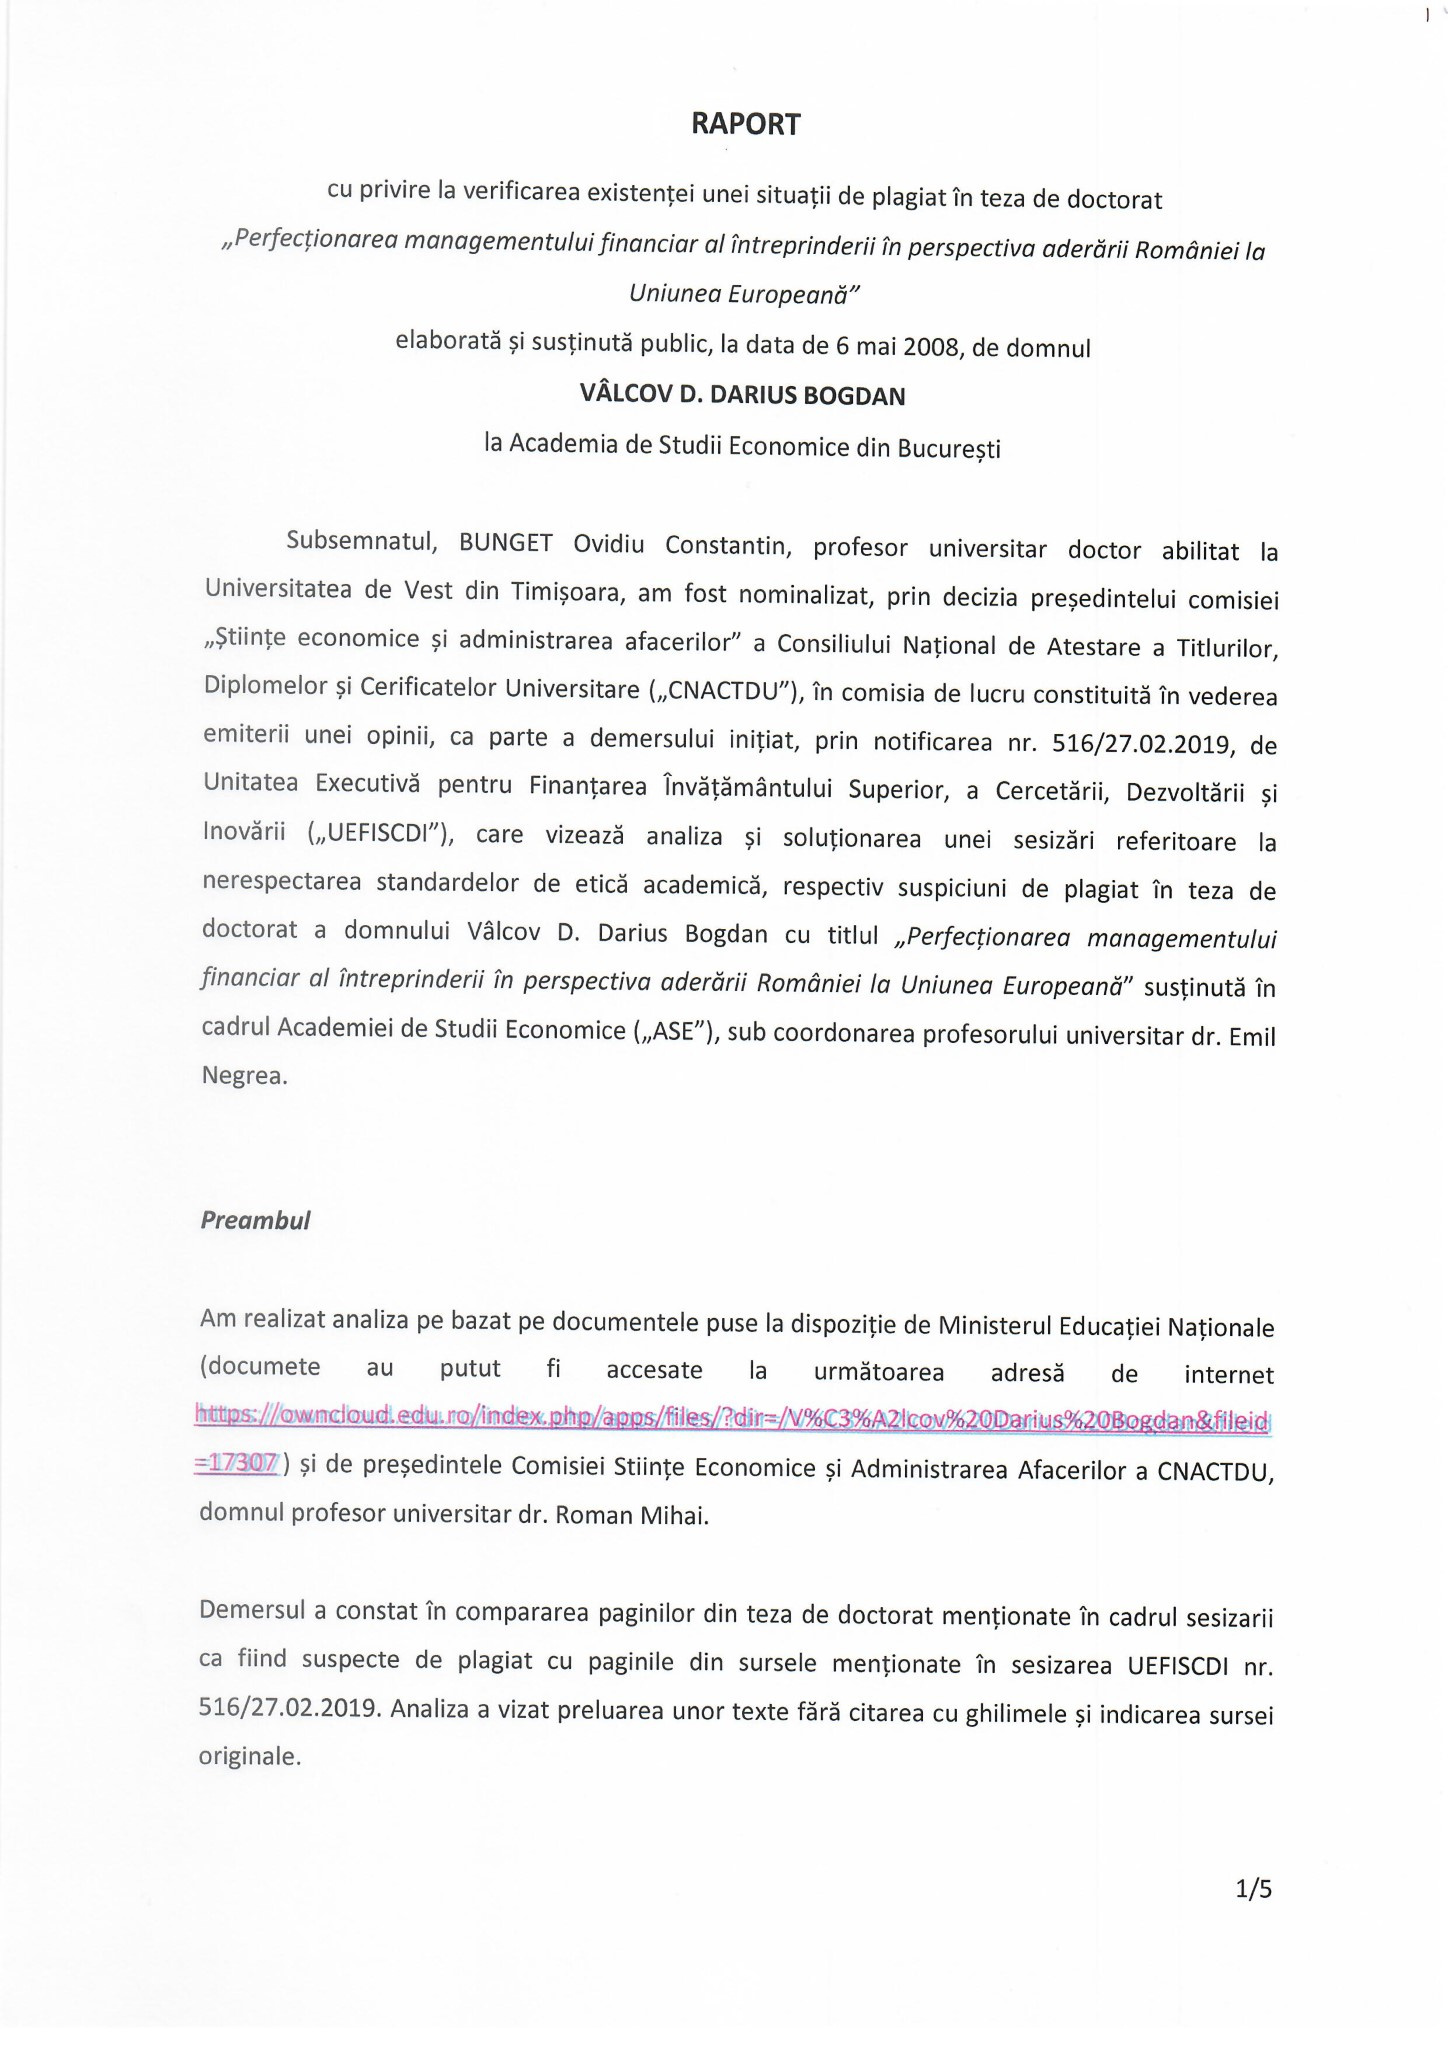 RAPORT
cu privire la verificarea existenței unei situații de plagiat în teza de doctorat
„Perfecționarea managementului financiar al întreprinderii în perspectiva aderării României la
Uniunea Europeană”
elaborată și susținută public, la data de 6 mai 2008, de domnul
VÂLCOV D. DARIUS BOGDAN
la Academia de Studii Economice din București
Subsemnatul, BUNGET Ovidiu Constantin, profesor universitar doctor abilitat la
Universitatea de Vest din Timișoara, am fost nominalizat, prin decizia președintelui comisiei
„Științe economice și administrarea afacerilor” a Consiliului Național de Atestare a Titlurilor,
Diplomelor și Cerificatelor Universitare („CNACTDU”), în comisia de lucru constituită în vederea
emiterii unei opinii, ca parte a demersului inițiat, prin notificarea nr. 516/27.02.2019, de
Unitatea Executivă pentru Finanțarea Învățământului Superior, a Cercetării, Dezvoltării și
Inovării („UEFISCDI”), care vizează analiza și soluționarea unei sesizări referitoare la
nerespectarea standardelor de etică academică, respectiv suspiciuni de plagiat în teza de
doctorat a domnului Vâlcov D. Darius Bogdan cu titlul „Perfecționarea managementului
financiar al întreprinderii în perspectiva aderării României la Uniunea Europeană” susținută în
cadrul Academiei de Studii Economice („ASE”), sub coordonarea profesorului universitar dr. Emil
Negrea.
Preambul
Am realizat analiza pe bazat pe documentele puse la dispoziție de Ministerul Educației Naționale
(documete au putut fi accesate la următoarea adresă de internet
https://owncloud.edu.ro/index.php/apps/files/?dir=/V%C3%A2lcov%20Darius%20Bogdan&fileid
=17307) și de președintele Comisiei Stiințe Economice și Administrarea Afacerilor a CNACTDU,
domnul profesor universitar dr. Roman Mihai.
Demersul a constat în compararea paginilor din teza de doctorat menționate în cadrul sesizarii
ca fiind suspecte de plagiat cu paginile din sursele menționate în sesizarea UEFISCDI nr.
516/27.02.2019. Analiza a vizat preluarea unor texte fără citarea cu ghilimele și indicarea sursei
originale.
1/5